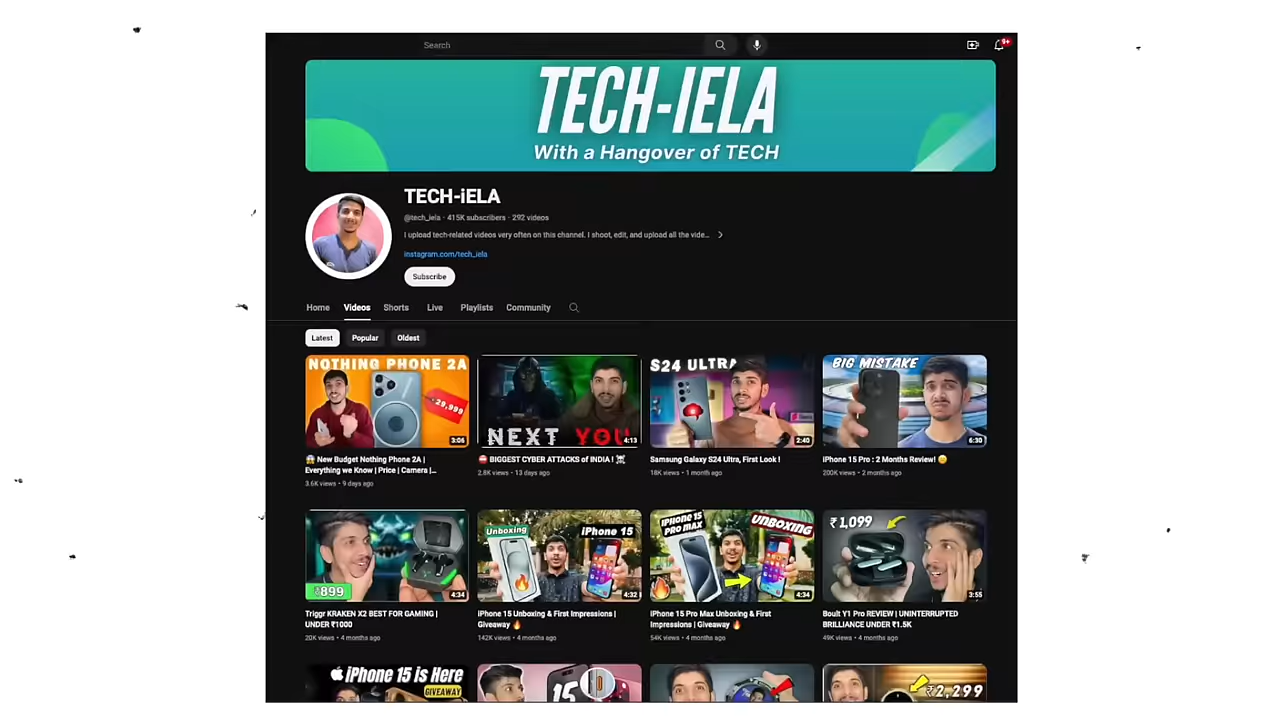 Search
9+
TECH-IELA
With a Hangover of TECH
TECH-iELA
@tech_iela · 415K subscribers · 292 videos
I upload tech-related videos very often on this channel. I shoot, edit, and upload all the vide...
instagram.com/tech_iela
Subscribe
Home Videos Shorts Live Playlists Community
Latest Popular Oldest
NOTHING PHONE 2A
29,999
3:06
NEXT YOU
4:13
S24 ULTRA
2:40
BIG MISTAKE
6:30
😱 New Budget Nothing Phone 2A |
Everything we Know | Price | Camera |...
3.6K views • 9 days ago
⛔ BIGGEST CYBER ATTACKS of INDIA ! ☠️
2.8K views • 13 days ago
Samsung Galaxy S24 Ultra, First Look !
18K views • 1 month ago
iPhone 15 Pro : 2 Months Review! 😊
200K views • 2 months ago
₹899
4:34
Unboxing
iPhone 15
4:32
IPHONE 15
PRO MAX
UNBOXING
4:34
₹1,099
3:55
Triggr KRAKEN X2 BEST FOR GAMING |
UNDER ₹1000
20K views • 4 months ago
iPhone 15 Unboxing & First Impressions |
Giveaway 🔥
142K views • 4 months ago
iPhone 15 Pro Max Unboxing & First
Impressions | Giveaway 🔥
54K views • 4 months ago
Boult Y1 Pro REVIEW | UNINTERRUPTED
BRILLIANCE UNDER ₹1.5K
49K views • 4 months ago
iPhone 15 is Here
GIVEAWAY
15
₹2,299